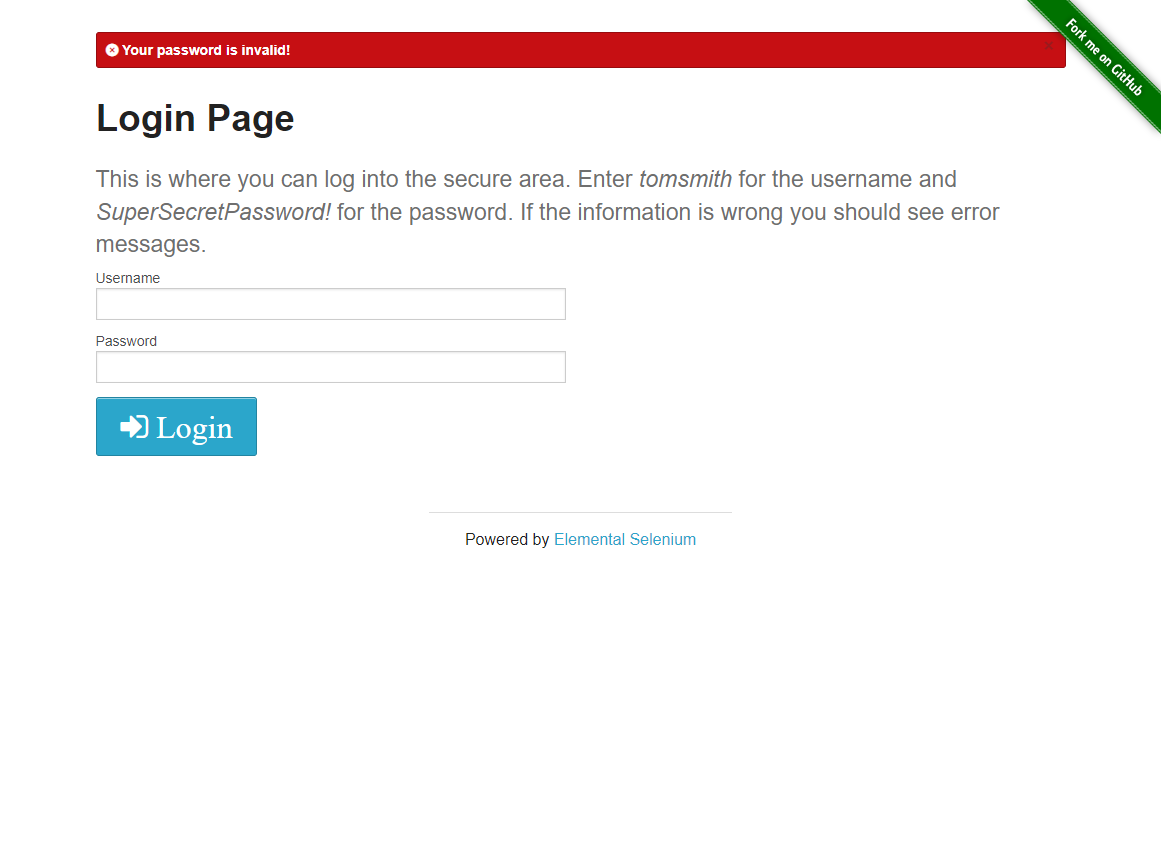 Your password is invalid!
Fork me on GitHub
Login Page
This is where you can log into the secure area. Enter tomsmith for the username and
SuperSecretPassword! for the password. If the information is wrong you should see error
messages.
Username
Password
Login
Powered by Elemental Selenium